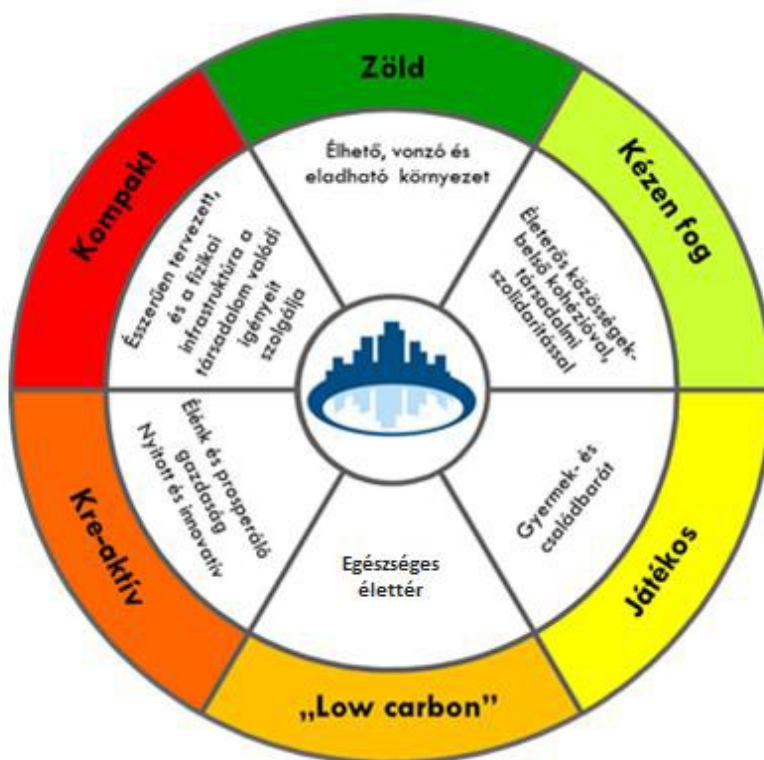 Zöld
Élhető, vonzó és
eladható környezet
Kézen fog
Életerős közösségek-
belső kohézióval,
társadalmi
szolidaritással
Játékos
Gyermek- és
családbarát
„Low carbon”
Egészséges
élettér
Kre-aktív
Élénk és prosperáló
gazdaság
Nyitott és innovatív
Kompakt
Ésszerűen tervezett,
és a fizikai
infrastruktúra a
társadalom valódi
igényeit
szolgálja